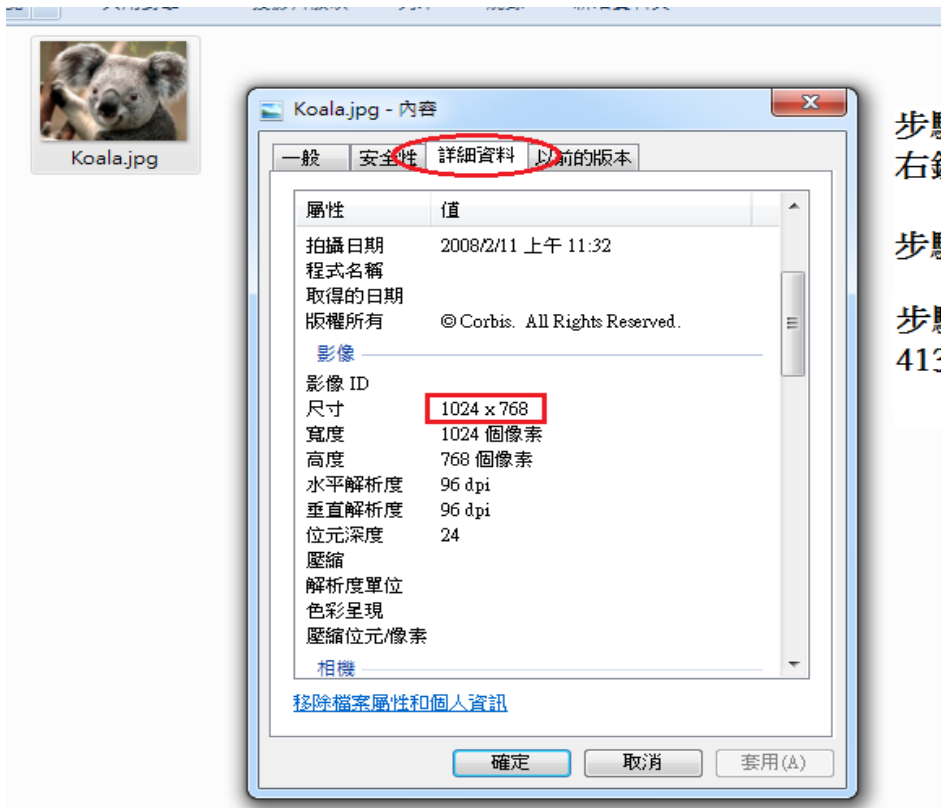 Koala.jpg
Koala.jpg - 內容
一般 安全性 詳細資料 以前的版本
屬性 值
拍攝日期 2008/2/11 上午 11:32
程式名稱
取得的日期
版權所有 © Corbis. All Rights Reserved.
影像
影像 ID
尺寸 1024 x 768
寬度 1024 個像素
高度 768 個像素
水平解析度 96 dpi
垂直解析度 96 dpi
位元深度 24
壓縮
解析度單位
色彩呈現
壓縮位元/像素
相機
移除檔案屬性和個人資訊
確定 取消 套用(A)
步
右
步
步
413